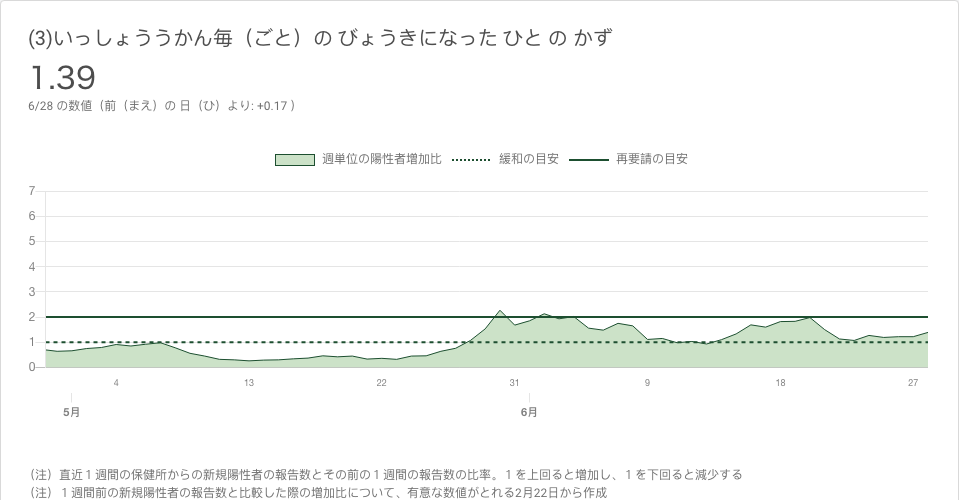 (3)いっしょううかん毎（ごと）の びょうきになった ひと の かず
1.39
6/28 の数値（前（まえ）の 日（ひ）より: +0.17 ）
週単位の陽性者増加比 緩和の目安 再要請の目安
7
6
5
4
3
2
1
0
4 13 22 31 9 18 27
5月 6月
（注）直近１週間の保健所からの新規陽性者の報告数とその前の１週間の報告数の比率。１を上回ると増加し、１を下回ると減少する
（注）１週間前の新規陽性者の報告数と比較した際の増加比について、有意な数値がとれる2月22日から作成